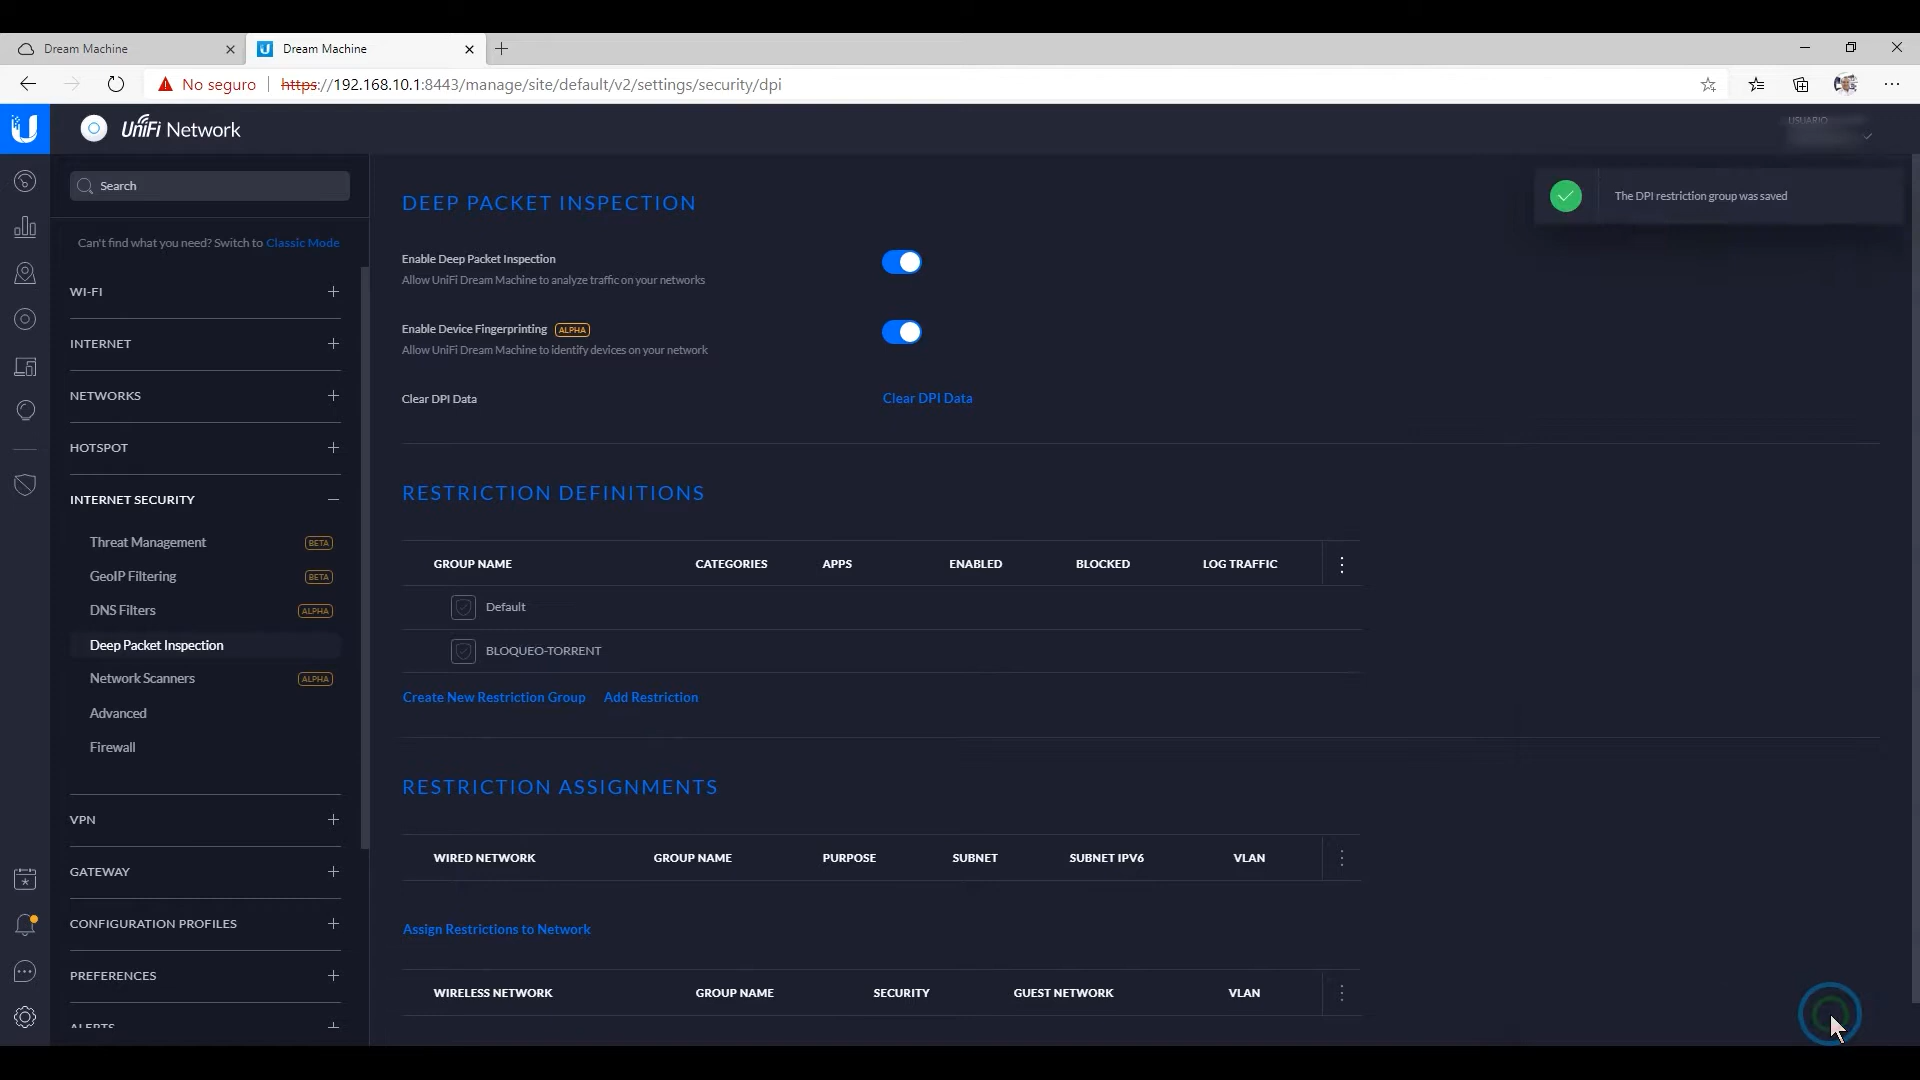 Dream Machine
Dream Machine
No seguro https://192.168.10.1:8443/manage/site/default/v2/settings/security/dpi
UniFi Network
USUARIO
Search
Can't find what you need? Switch to Classic Mode
WI-FI
INTERNET
NETWORKS
HOTSPOT
INTERNET SECURITY
Threat Management BETA
GeoIP Filtering BETA
DNS Filters ALPHA
Deep Packet Inspection
Network Scanners ALPHA
Advanced
Firewall
VPN
GATEWAY
CONFIGURATION PROFILES
PREFERENCES
ALERTS
DEEP PACKET INSPECTION
The DPI restriction group was saved
Enable Deep Packet Inspection
Allow UniFi Dream Machine to analyze traffic on your networks
Enable Device Fingerprinting ALPHA
Allow UniFi Dream Machine to identify devices on your network
Clear DPI Data Clear DPI Data
RESTRICTION DEFINITIONS
GROUP NAME CATEGORIES APPS ENABLED BLOCKED LOG TRAFFIC
Default
BLOQUEO-TORRENT
Create New Restriction Group Add Restriction
RESTRICTION ASSIGNMENTS
WIRED NETWORK GROUP NAME PURPOSE SUBNET SUBNET IPV6 VLAN
Assign Restrictions to Network
WIRELESS NETWORK GROUP NAME SECURITY GUEST NETWORK VLAN